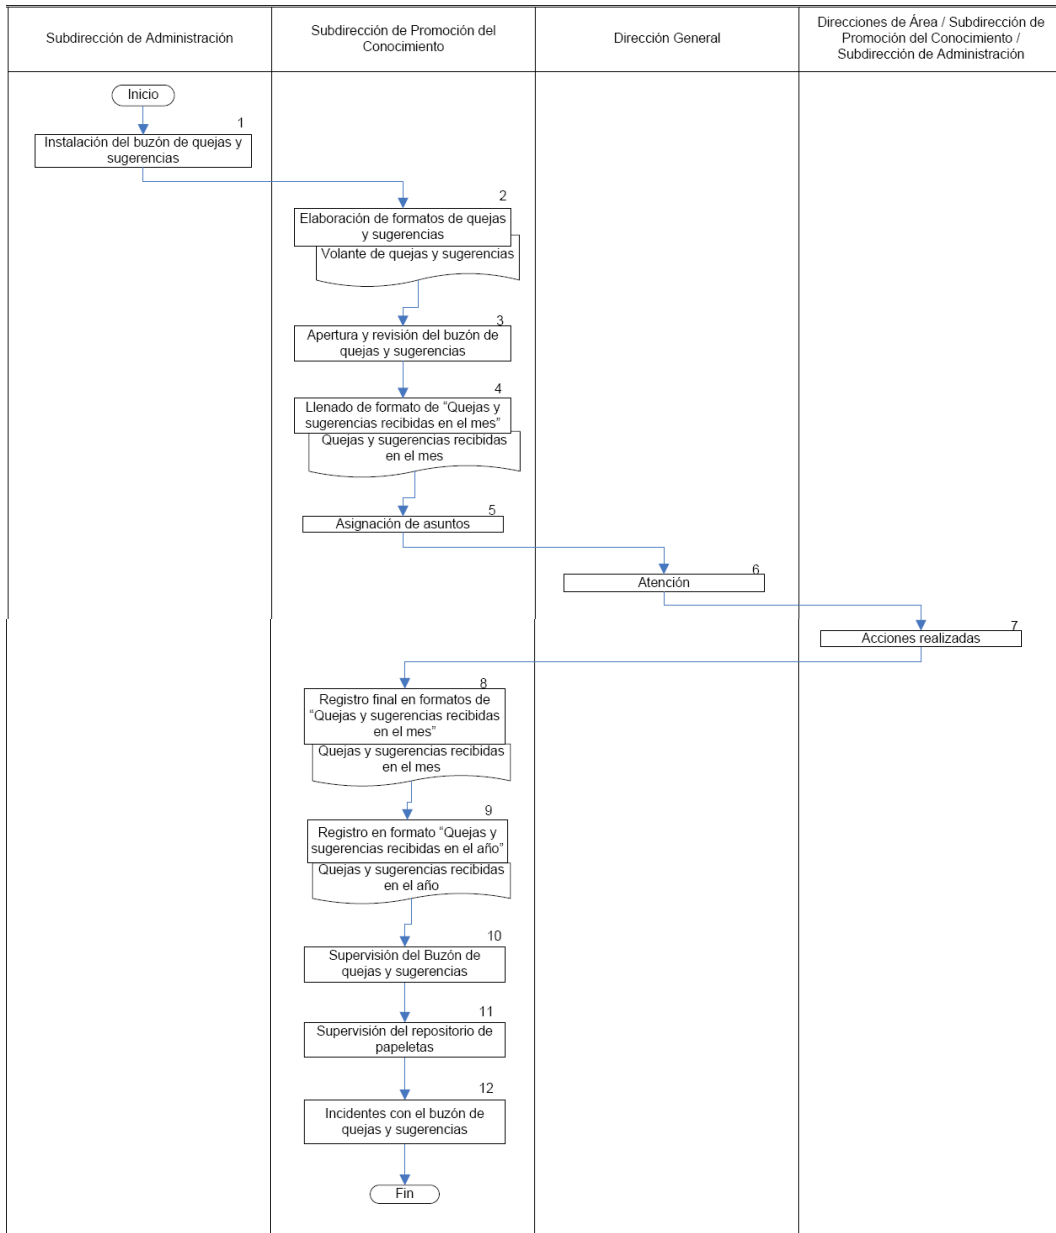 Subdirección de Administración
Subdirección de Promoción del
Conocimiento
Dirección General
Direcciones de Área / Subdirección de
Promoción del Conocimiento /
Subdirección de Administración
Inicio
1
Instalación del buzón de quejas y
sugerencias
2
Elaboración de formatos de quejas
y sugerencias
Volante de quejas y sugerencias
3
Apertura y revisión del buzón de
quejas y sugerencias
4
Llenado de formato de “Quejas y
sugerencias recibidas en el mes”
Quejas y sugerencias recibidas
en el mes
5
Asignación de asuntos
6
Atención
7
Acciones realizadas
8
Registro final en formatos de
“Quejas y sugerencias recibidas
en el mes”
Quejas y sugerencias recibidas
en el mes
9
Registro en formato “Quejas y
sugerencias recibidas en el año”
Quejas y sugerencias recibidas
en el año
10
Supervisión del Buzón de
quejas y sugerencias
11
Supervisión del repositorio de
papeletas
12
Incidentes con el buzón de
quejas y sugerencias
Fin